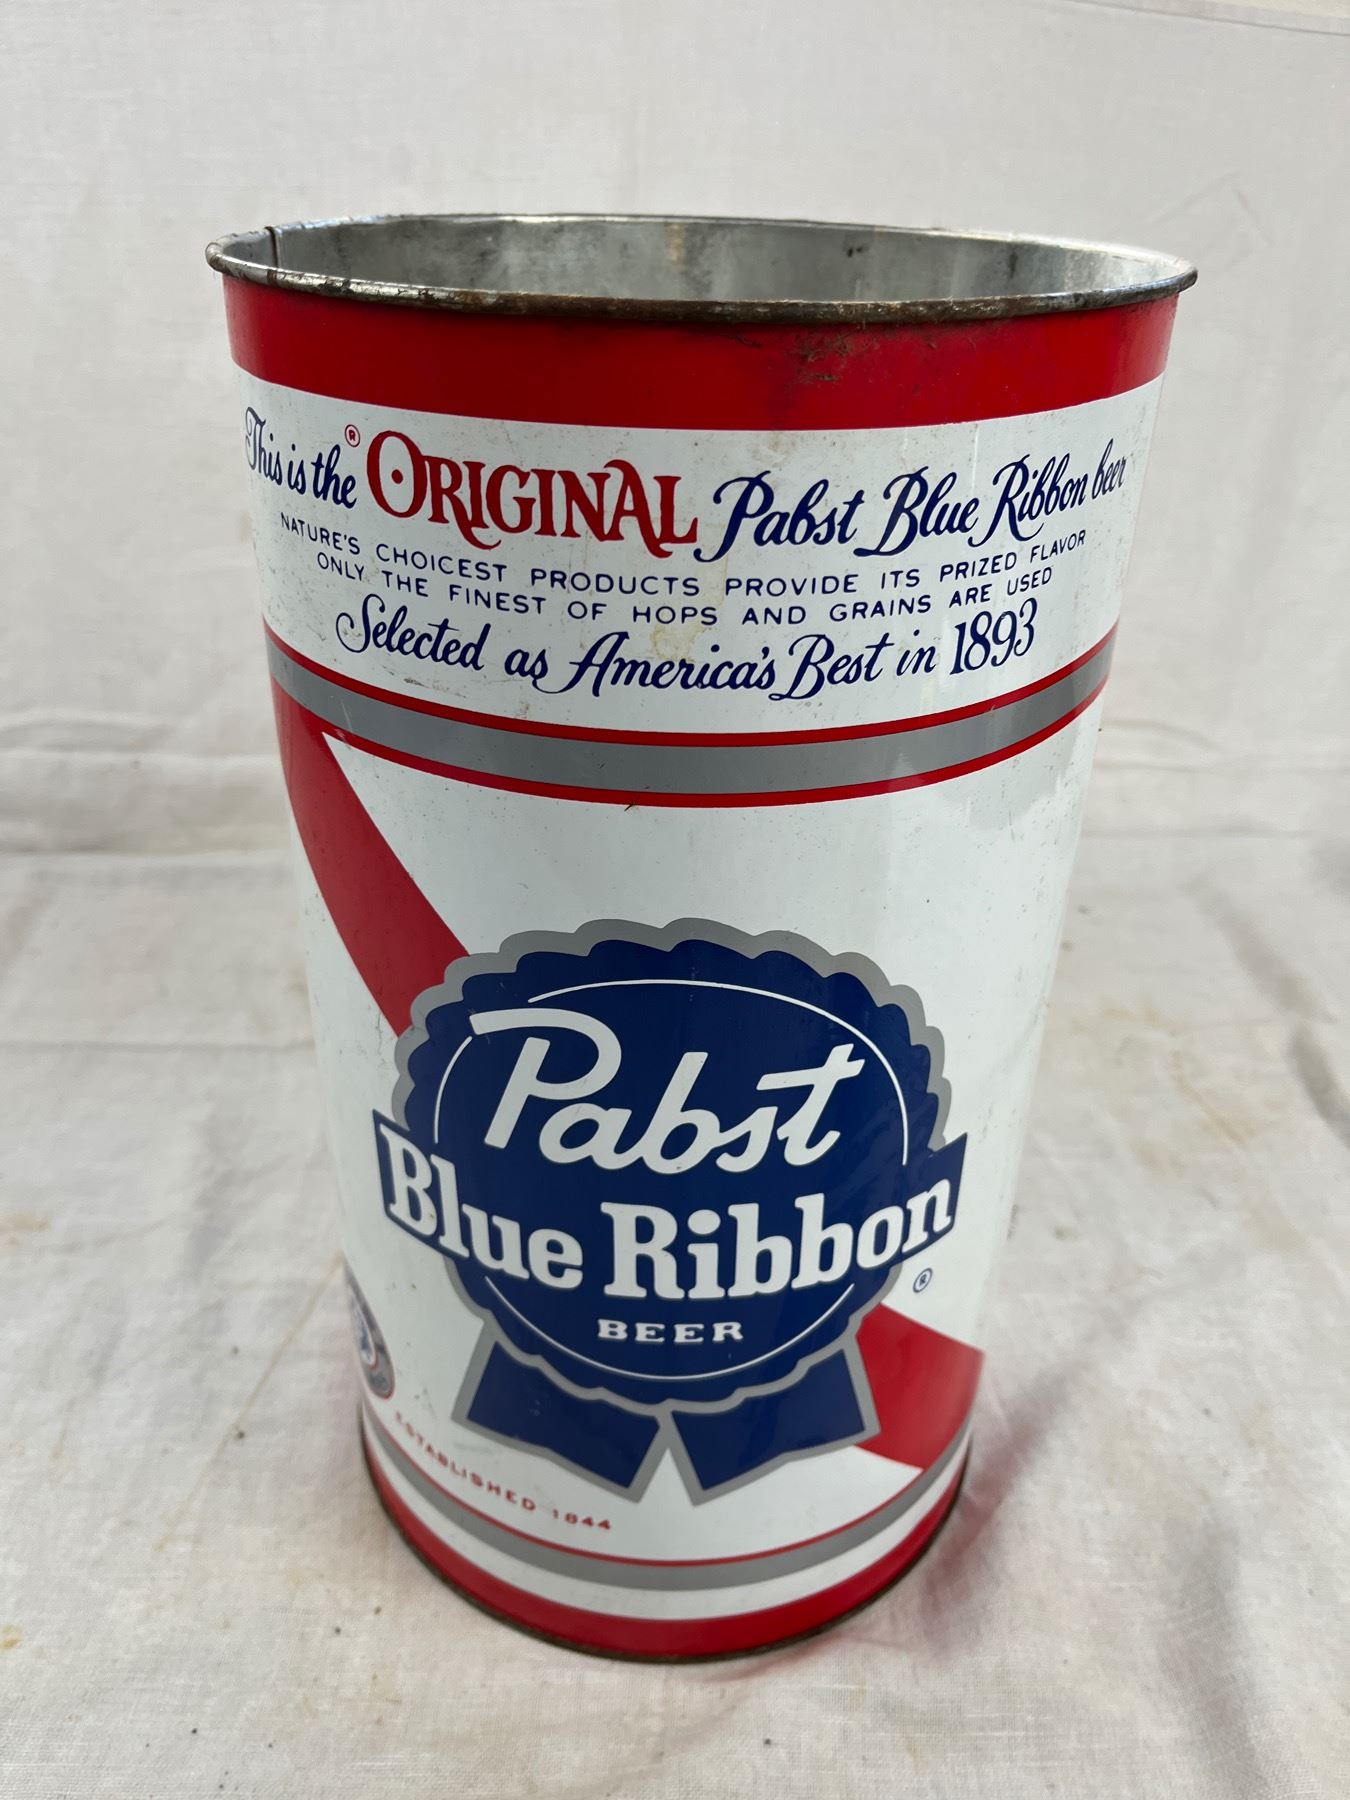 This is the ® ORIGINAL Pabst Blue Ribbon beer
NATURE'S CHOICEST PRODUCTS PROVIDE ITS PRIZED FLAVOR
ONLY THE FINEST OF HOPS AND GRAINS ARE USED
Selected as America's Best in 1893
Pabst
Blue Ribbon
®
BEER
ESTABLISHED 1844